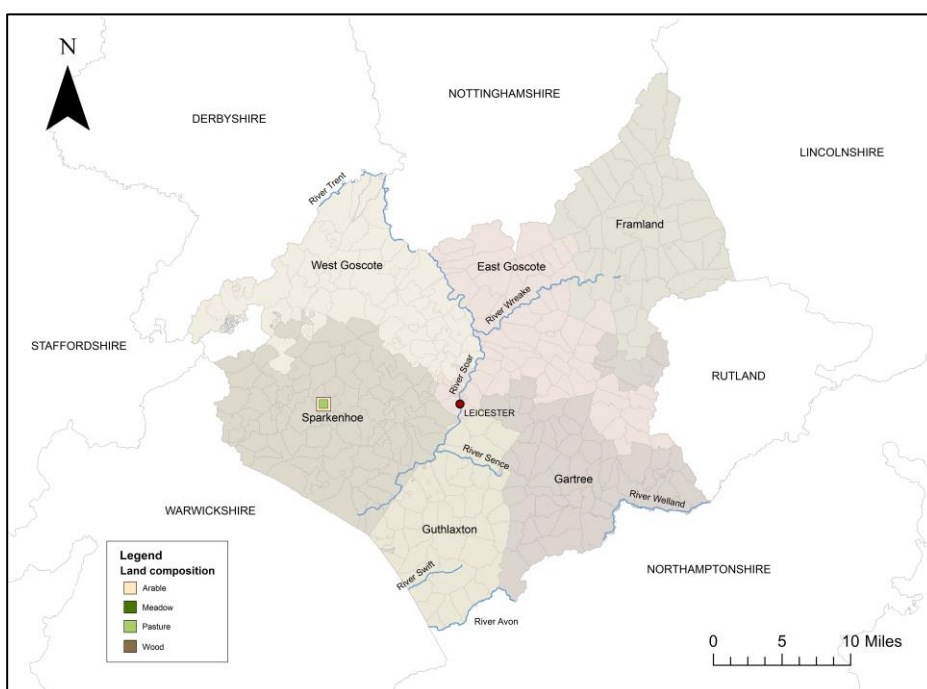 N
NOTTINGHAMSHIRE
DERBYSHIRE
LINCOLNSHIRE
River Trent
Framland
West Goscote
East Goscote
River Wreake
STAFFORDSHIRE
River Soar
RUTLAND
Sparkenhoe
LEICESTER
River Sence
Gartree
River Welland
WARWICKSHIRE
Guthlaxton
NORTHAMPTONSHIRE
River Swift
River Avon
Legend
Land composition
Arable
Meadow
Pasture
Wood
0 5 10 Miles